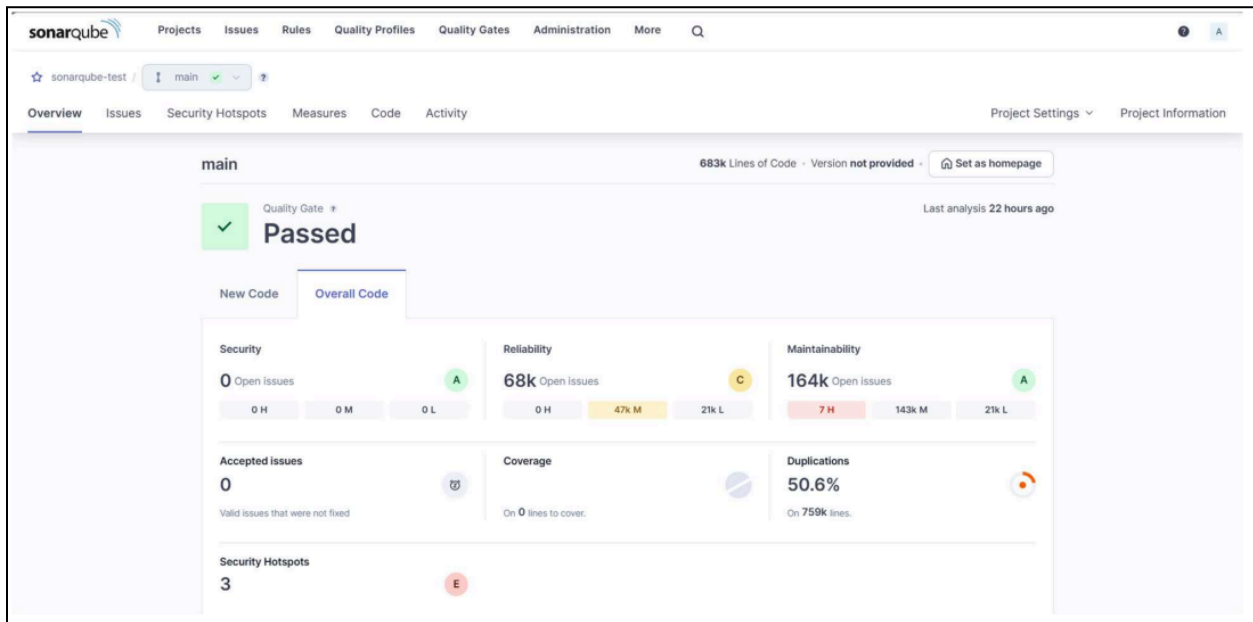 sonarqube Projects Issues Rules Quality Profiles Quality Gates Administration More ? A
sonarqube-test / main ?
Overview Issues Security Hotspots Measures Code Activity Project Settings Project Information
main 683k Lines of Code · Version not provided · Set as homepage
Quality Gate ? Last analysis 22 hours ago
Passed
New Code Overall Code
Security Reliability Maintainability
0 Open issues A 68k Open issues C 164k Open issues A
0 H 0 M 0 L 0 H 47k M 21k L 7 H 143k M 21k L
Accepted issues Coverage Duplications
0 50.6%
Valid issues that were not fixed On 0 lines to cover. On 759k lines.
Security Hotspots
3 E